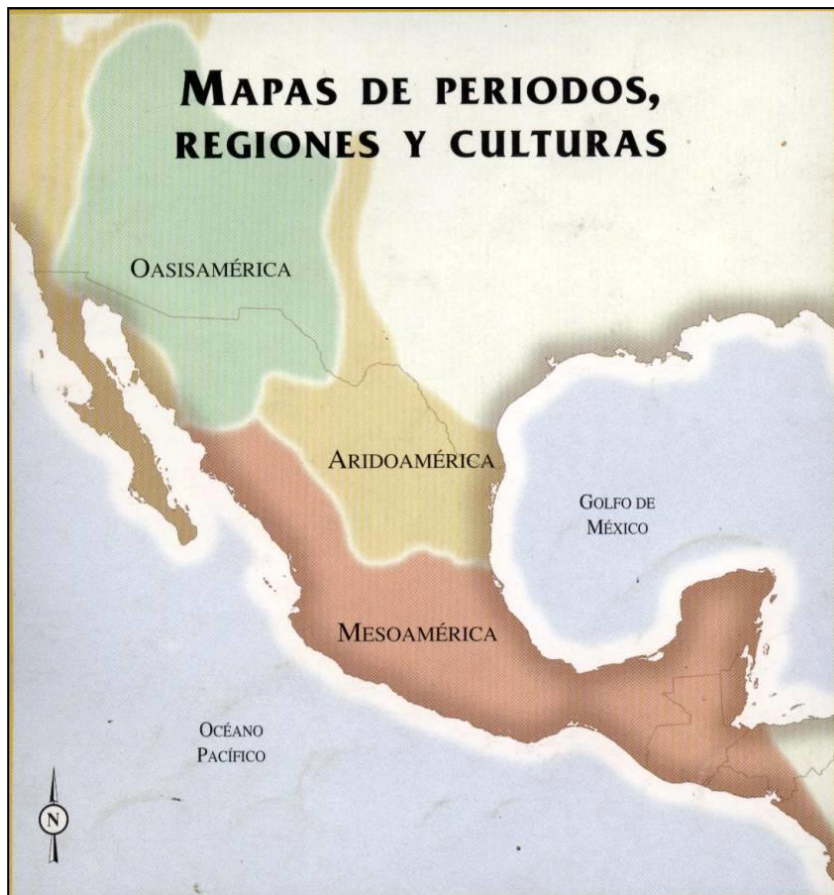 MAPAS DE PERIODOS,
REGIONES Y CULTURAS
OASISAMÉRICA
ARIDOAMÉRICA
GOLFO DE
MÉXICO
MESOAMÉRICA
OCÉANO
PACÍFICO
N